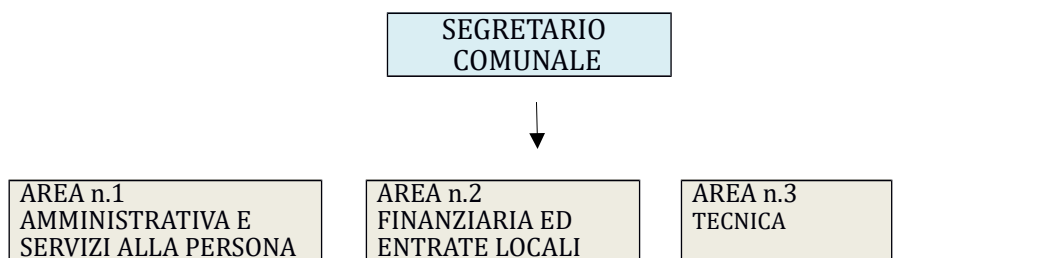 SEGRETARIO
COMUNALE
AREA n.1
AMMINISTRATIVA E
SERVIZI ALLA PERSONA
AREA n.2
FINANZIARIA ED
ENTRATE LOCALI
AREA n.3
TECNICA